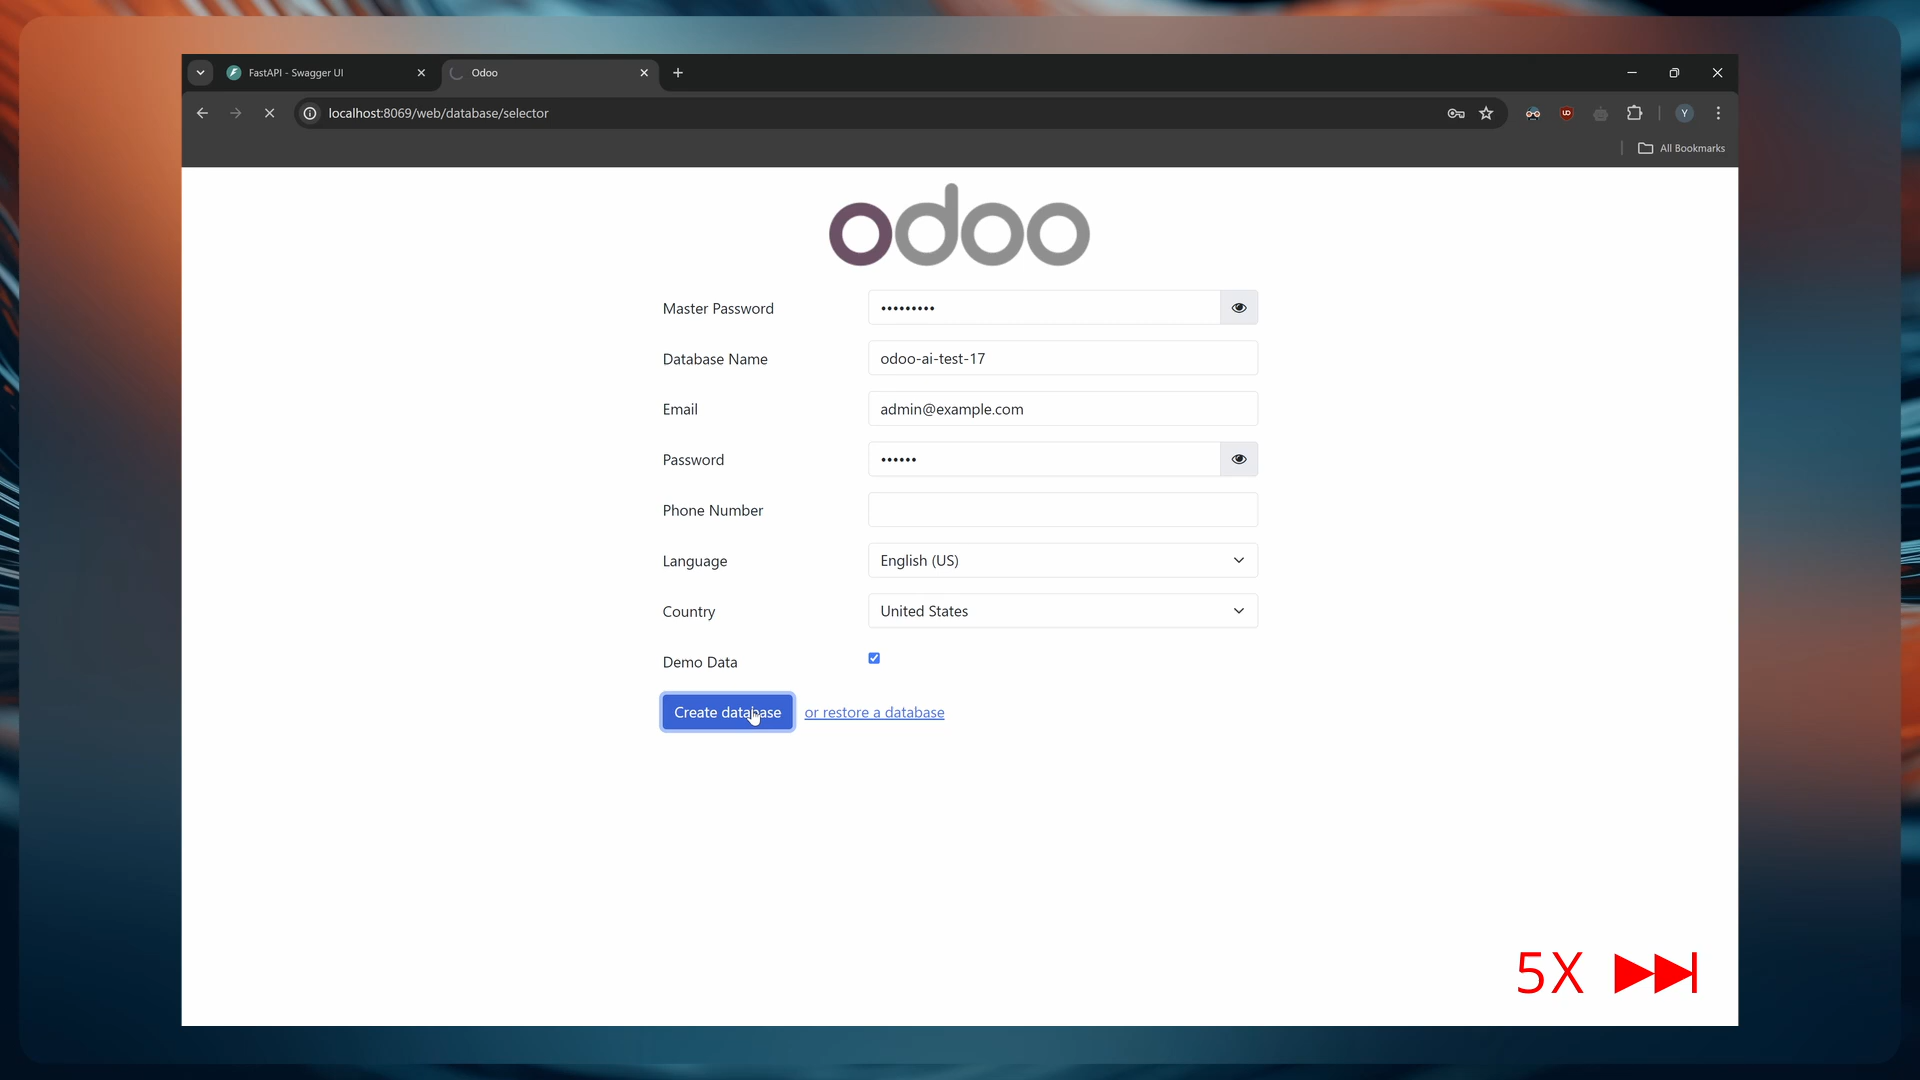 FastAPI - Swagger UI
Odoo
localhost:8069/web/database/selector
Y
All Bookmarks
odoo
Master Password •••••••••
Database Name odoo-ai-test-17
Email admin@example.com
Password ••••••
Phone Number
Language English (US)
Country United States
Demo Data
Create database or restore a database
5X